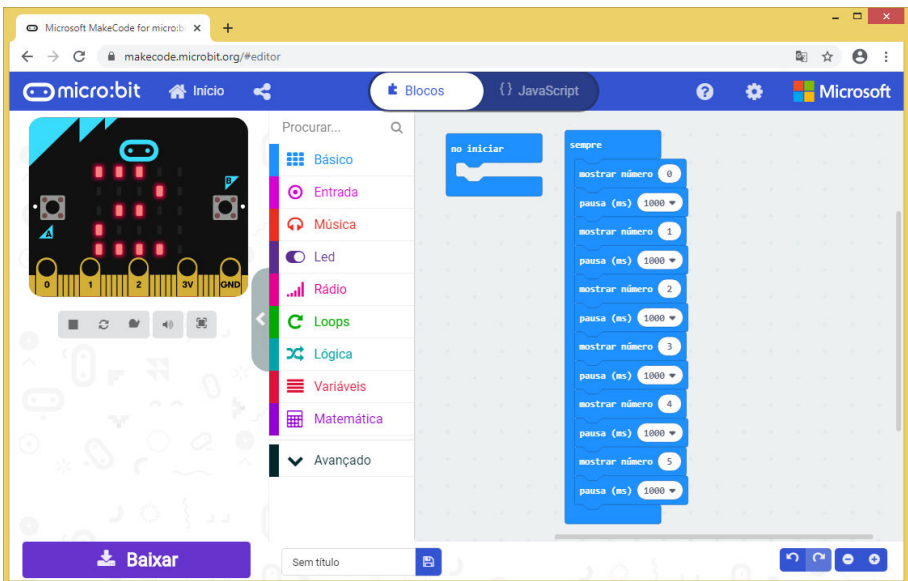 Microsoft MakeCode for micro:b
makecode.microbit.org/#editor
micro:bit
Início
Blocos
{} JavaScript
?
Microsoft
A
B
0
1
2
3V
GND
Procurar...
Básico
Entrada
Música
Led
Rádio
Loops
Lógica
Variáveis
Matemática
Avançado
no iniciar
sempre
mostrar número 0
pausa (ms) 1000
mostrar número 1
pausa (ms) 1000
mostrar número 2
pausa (ms) 1000
mostrar número 3
pausa (ms) 1000
mostrar número 4
pausa (ms) 1000
mostrar número 5
pausa (ms) 1000
Baixar
Sem título